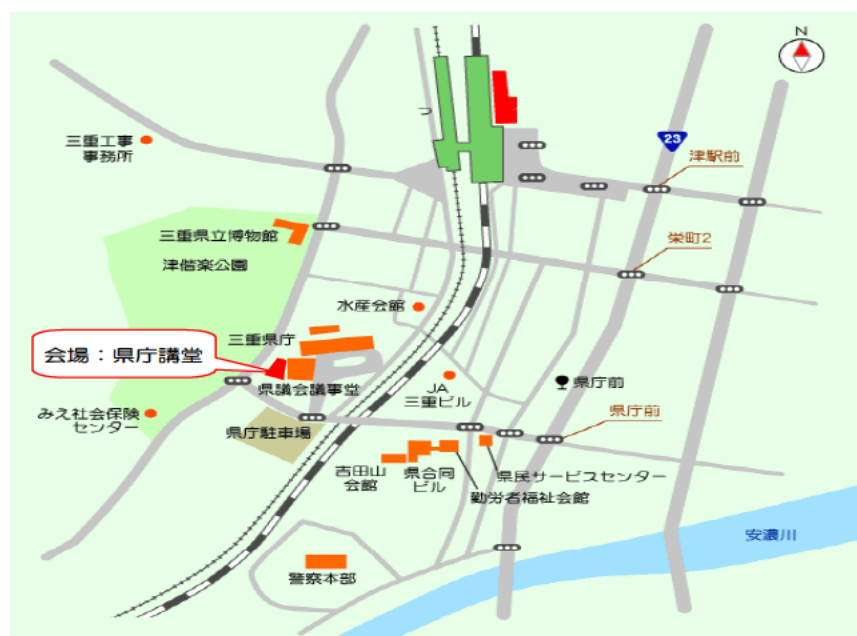 N
つ
23
三重工事
事務所
津駅前
三重県立博物館
栄町2
津偕楽公園
水産会館
三重県庁
会場：県庁講堂
県議会議事堂
JA
三重ビル
県庁前
みえ社会保険
センター
県庁駐車場
県庁前
吉田山
会館
県合同
ビル
県民サービスセンター
勤労者福祉会館
安濃川
警察本部